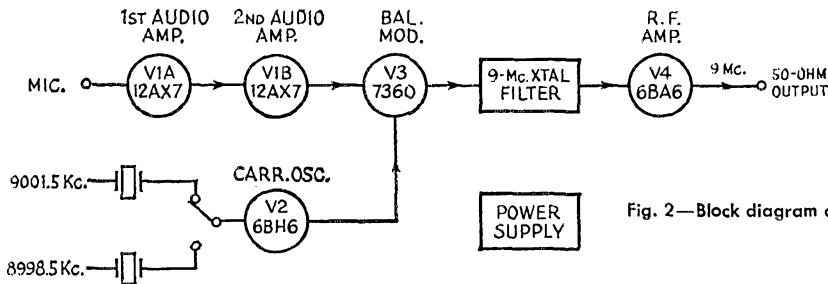 1ST AUDIO
AMP.
2ND AUDIO
AMP.
BAL.
MOD.
R.F.
AMP.
MIC.
V1A
12AX7
V1B
12AX7
V3
7360
9-Mc. XTAL
FILTER
V4
6BA6
9 Mc.
50-OHM
OUTPUT
9001.5 Kc.
CARR. OSC.
V2
6BH6
8998.5 Kc.
POWER
SUPPLY
Fig. 2—Block diagram o